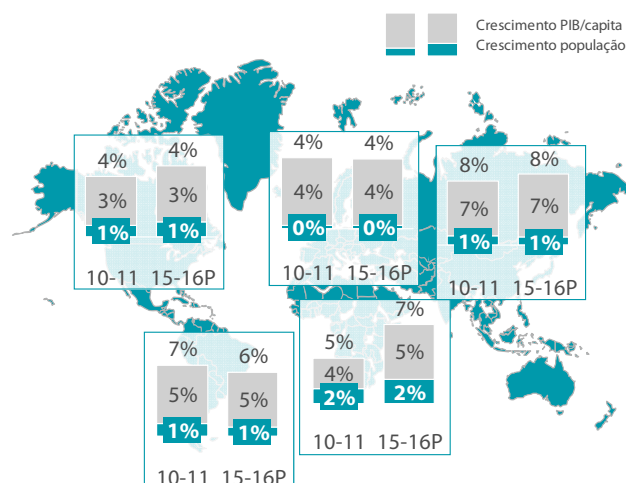 Crescimento PIB/capita
Crescimento população
4% 4%
3% 3%
1% 1%
10-11 15-16P
4% 4%
4% 4%
0% 0%
10-11 15-16P
8% 8%
7% 7%
1% 1%
10-11 15-16P
7% 6%
5% 5%
1% 1%
10-11 15-16P
5% 7%
4% 5%
2% 2%
10-11 15-16P